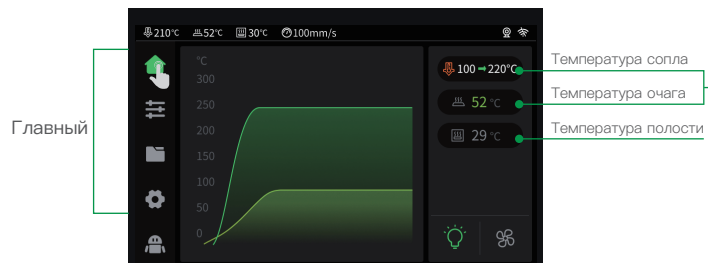 210°C 52°C 30°C 100mm/s
°C
300
250
200
150
100
50
0
100 → 220°C
52 °C
29 °C
Главный
Температура сопла
Температура очага
Температура полости